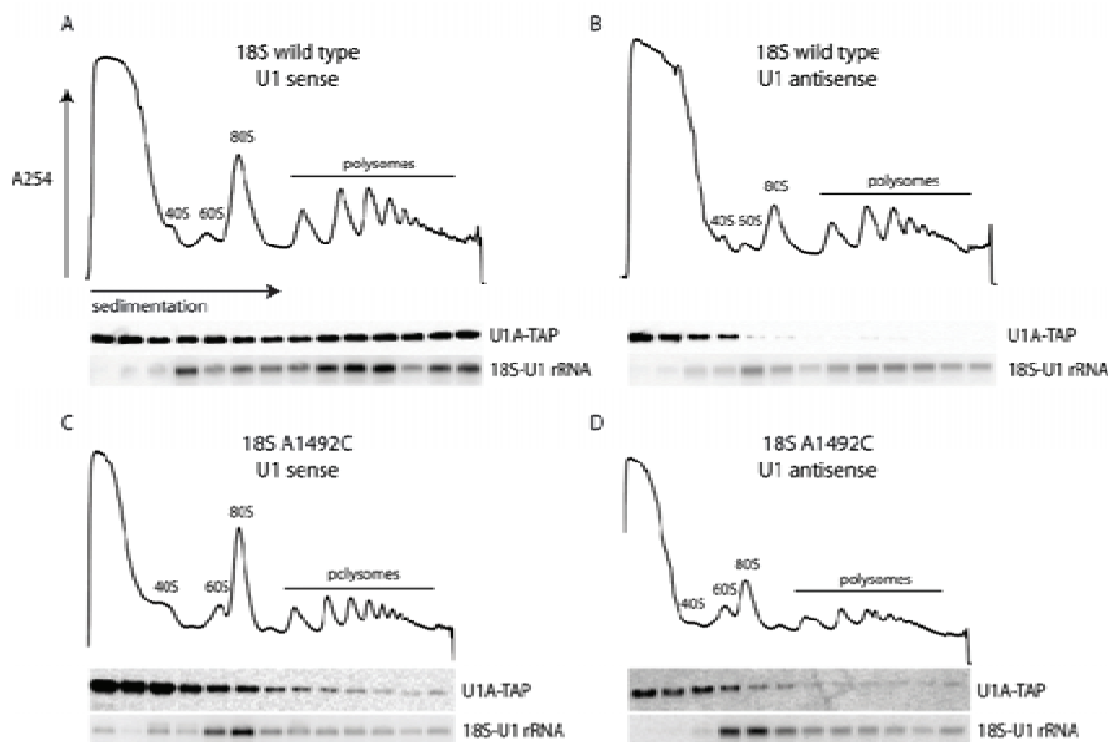 A
18S wild type
U1 sense
A254
40S
60S
80S
polysomes
sedimentation
U1A-TAP
18S-U1 rRNA
B
18S wild type
U1 antisense
40S
60S
80S
polysomes
U1A-TAP
18S-U1 rRNA
C
18S A1492C
U1 sense
40S
60S
80S
polysomes
U1A-TAP
18S-U1 rRNA
D
18S A1492C
U1 antisense
40S
60S
80S
polysomes
U1A-TAP
18S-U1 rRNA